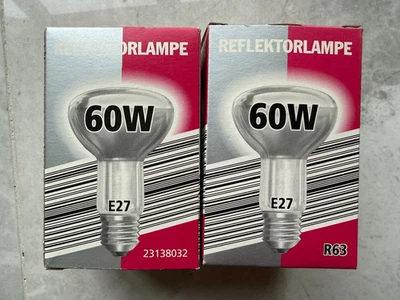 REFLEKTORLAMPE
60W
E27
23138032
REFLEKTORLAMPE
60W
E27
R63